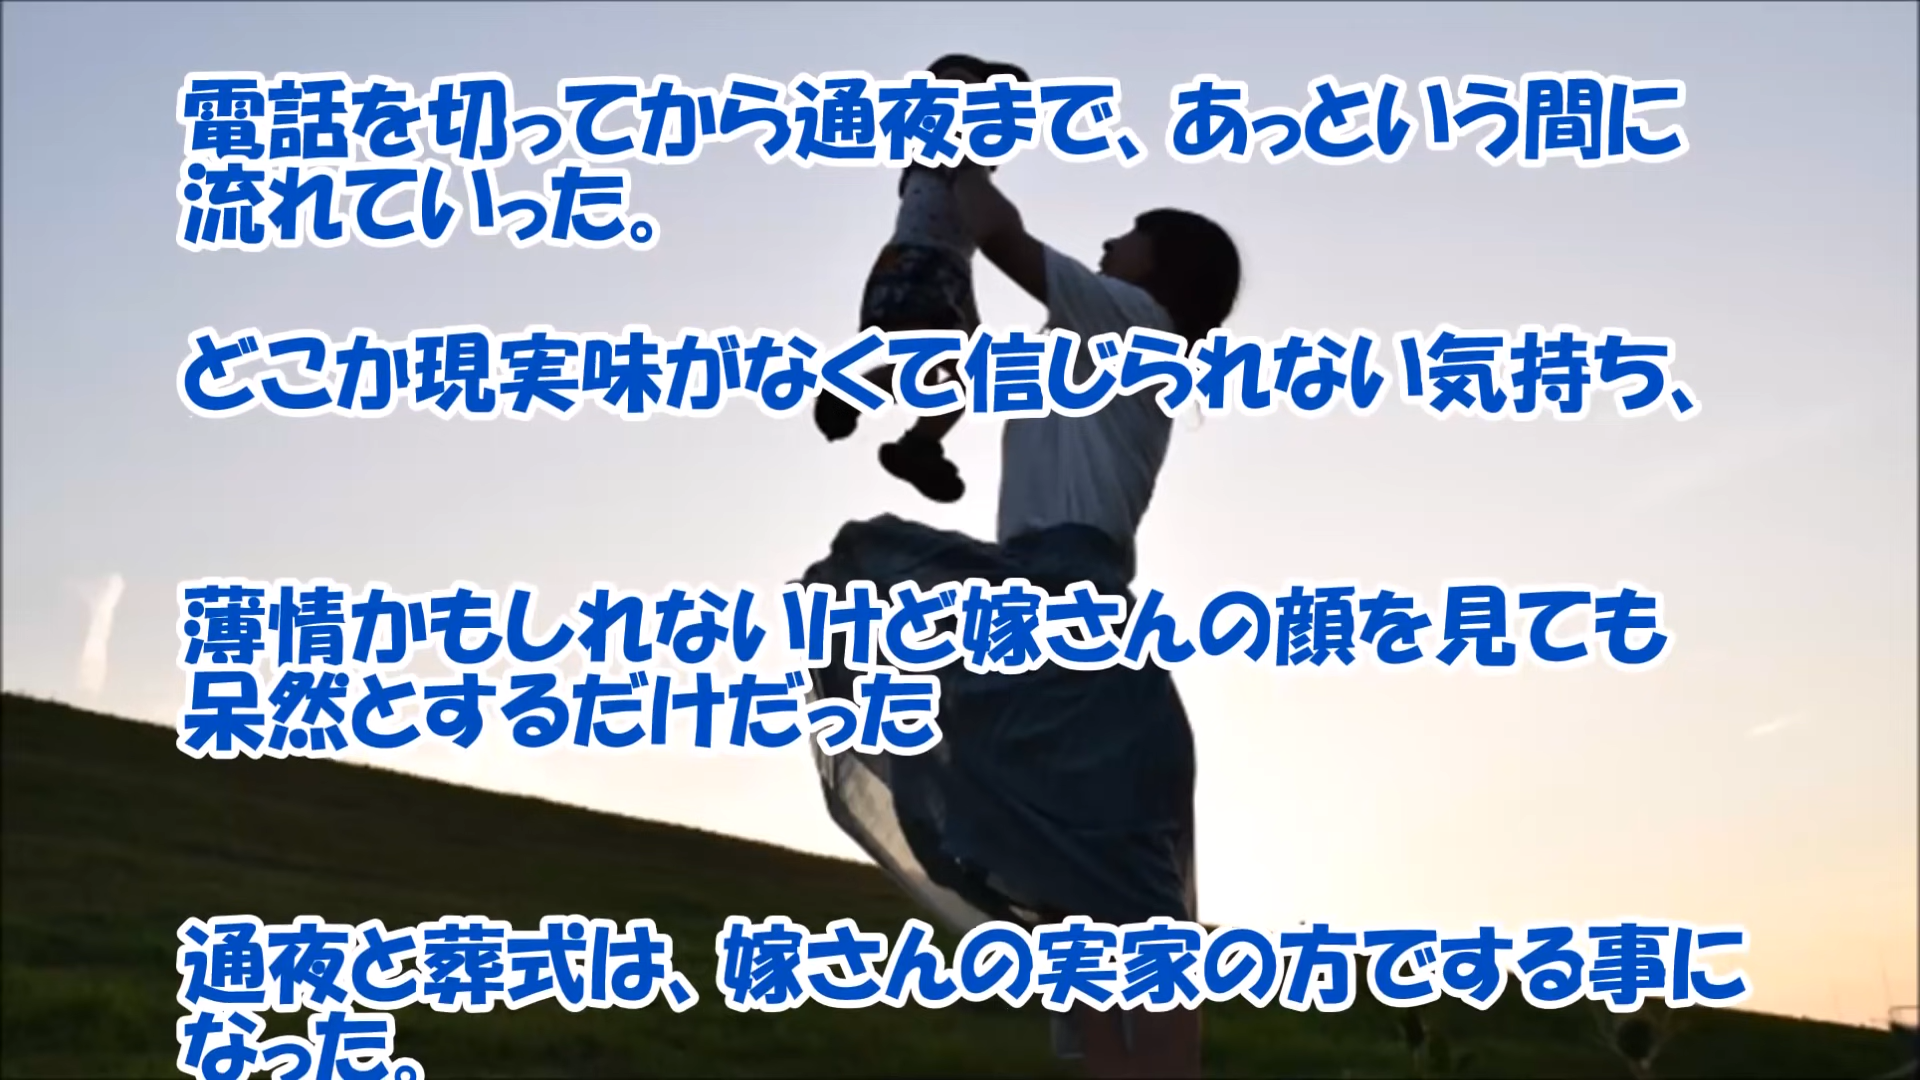 電話を切ってから通夜まで、あっという間に
流れていった。
どこか現実味がなくて信じられない気持ち、
薄情かもしれないけど嫁さんの顔を見ても
呆然とするだけだった
通夜と葬式は、嫁さんの実家の方でする事に
なった。